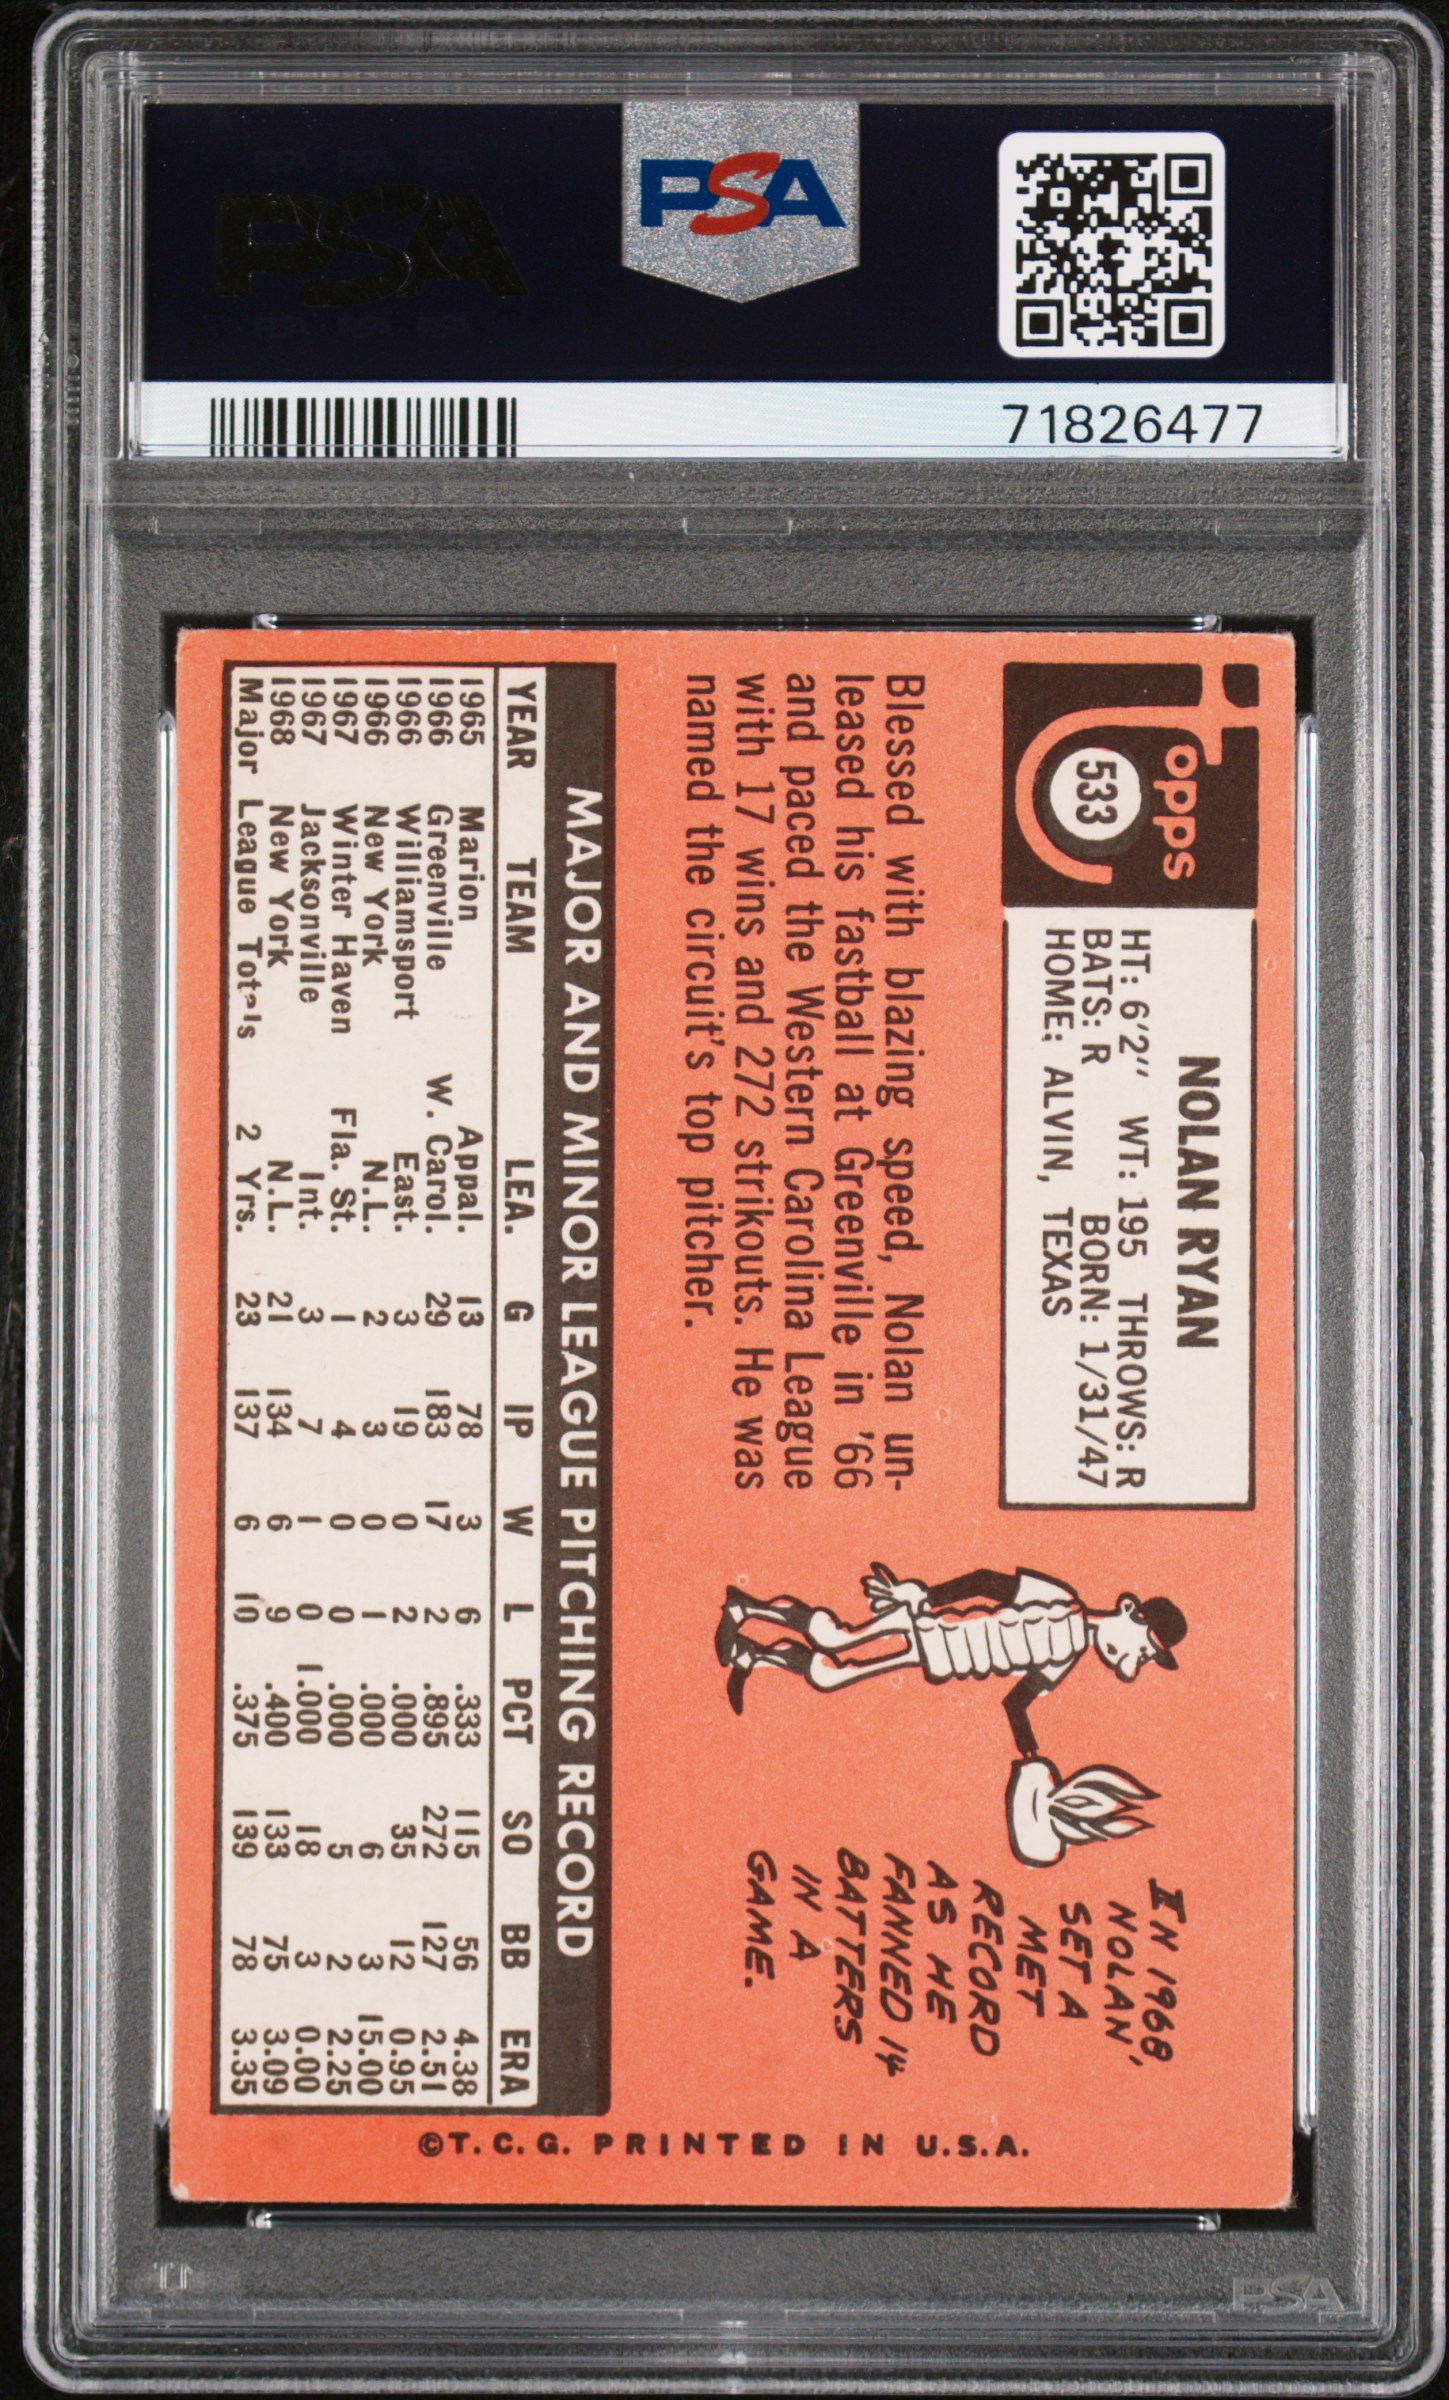 PSA
PSA
71826477
Topps
533
NOLAN RYAN
HT: 6'2" WT: 195 THROWS: R
BATS: R BORN: 1/31/47
HOME: ALVIN, TEXAS
Blessed with blazing speed, Nolan un-
leased his fastball at Greenville in '66
and paced the Western Carolina League
with 17 wins and 272 strikouts. He was
named the circuit's top pitcher.
IN 1968,
NOLAN
SET A
MET
RECORD
AS HE
FANNED 14
BATTERS
IN A
GAME.
MAJOR AND MINOR LEAGUE PITCHING RECORD
YEAR TEAM LEA. G IP W L PCT SO BB ERA
1965 Marion Appal. 13 78 3 6 .333 115 56 4.38
1966 Greenville W. Carol. 29 183 17 2 .895 272 127 2.51
1966 Williamsport East. 3 19 0 2 .000 35 12 0.95
1966 New York N.L. 2 3 0 1 .000 6 3 15.00
1967 Winter Haven Fla. St. 1 4 0 0 .000 5 2 2.25
1967 Jacksonville Int. 3 7 1 0 1.000 18 3 0.00
1968 New York N.L. 21 134 6 9 .400 133 75 3.09
Major League Totals 2 Yrs. 23 137 6 10 .375 139 78 3.35
©T.C.G. PRINTED IN U.S.A.
PSA